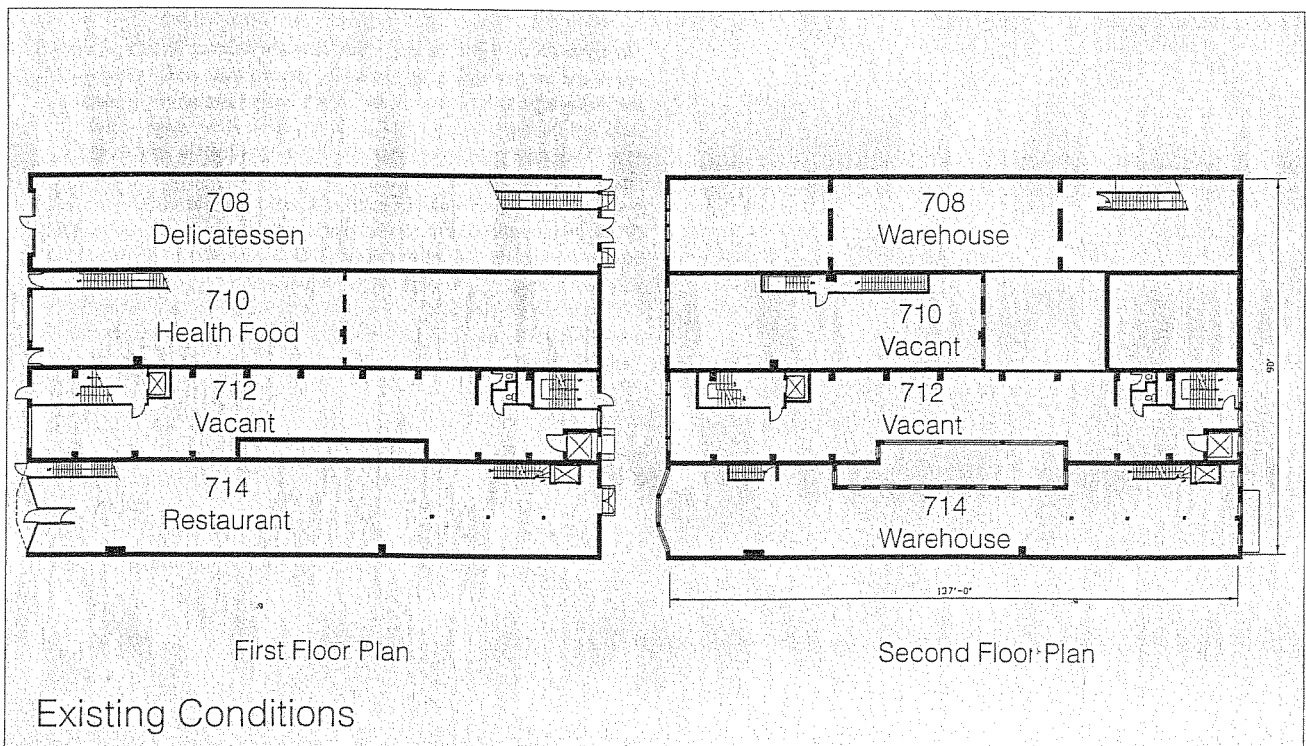 708
Delicatessen
710
Health Food
712
Vacant
714
Restaurant
First Floor Plan
708
Warehouse
710
Vacant
712
Vacant
714
Warehouse
90'
137'-0"
Second Floor Plan
Existing Conditions